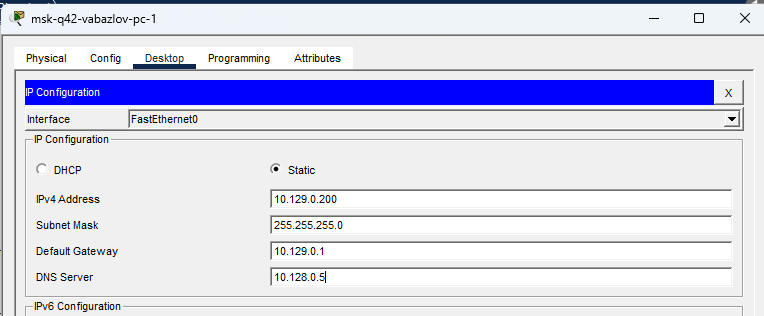 msk-q42-vabazlov-pc-1
Physical Config Desktop Programming Attributes
IP Configuration X
Interface FastEthernet0
IP Configuration
DHCP Static
IPv4 Address 10.129.0.200
Subnet Mask 255.255.255.0
Default Gateway 10.129.0.1
DNS Server 10.128.0.5
IPv6 Configuration